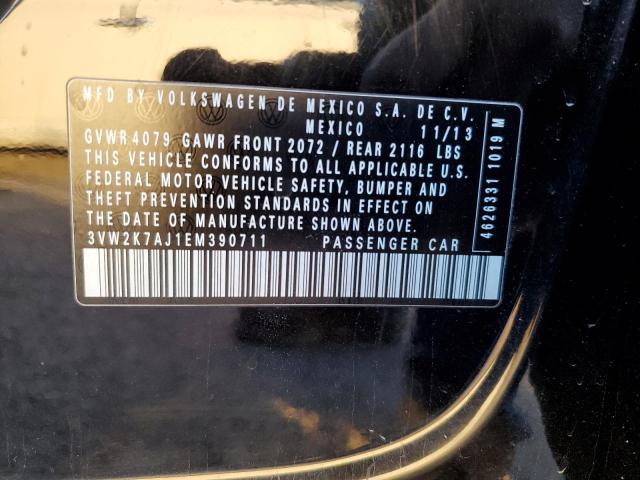 MFD BY VOLKSWAGEN DE MEXICO S.A. DE C.V.
MEXICO 11/13
GVWR 4079 GAWR FRONT 2072 / REAR 2116 LBS
THIS VEHICLE CONFORMS TO ALL APPLICABLE U.S.
FEDERAL MOTOR VEHICLE SAFETY, BUMPER AND
THEFT PREVENTION STANDARDS IN EFFECT ON
THE DATE OF MANUFACTURE SHOWN ABOVE.
3VW2K7AJ1EM390711 PASSENGER CAR
46263311 1019 M